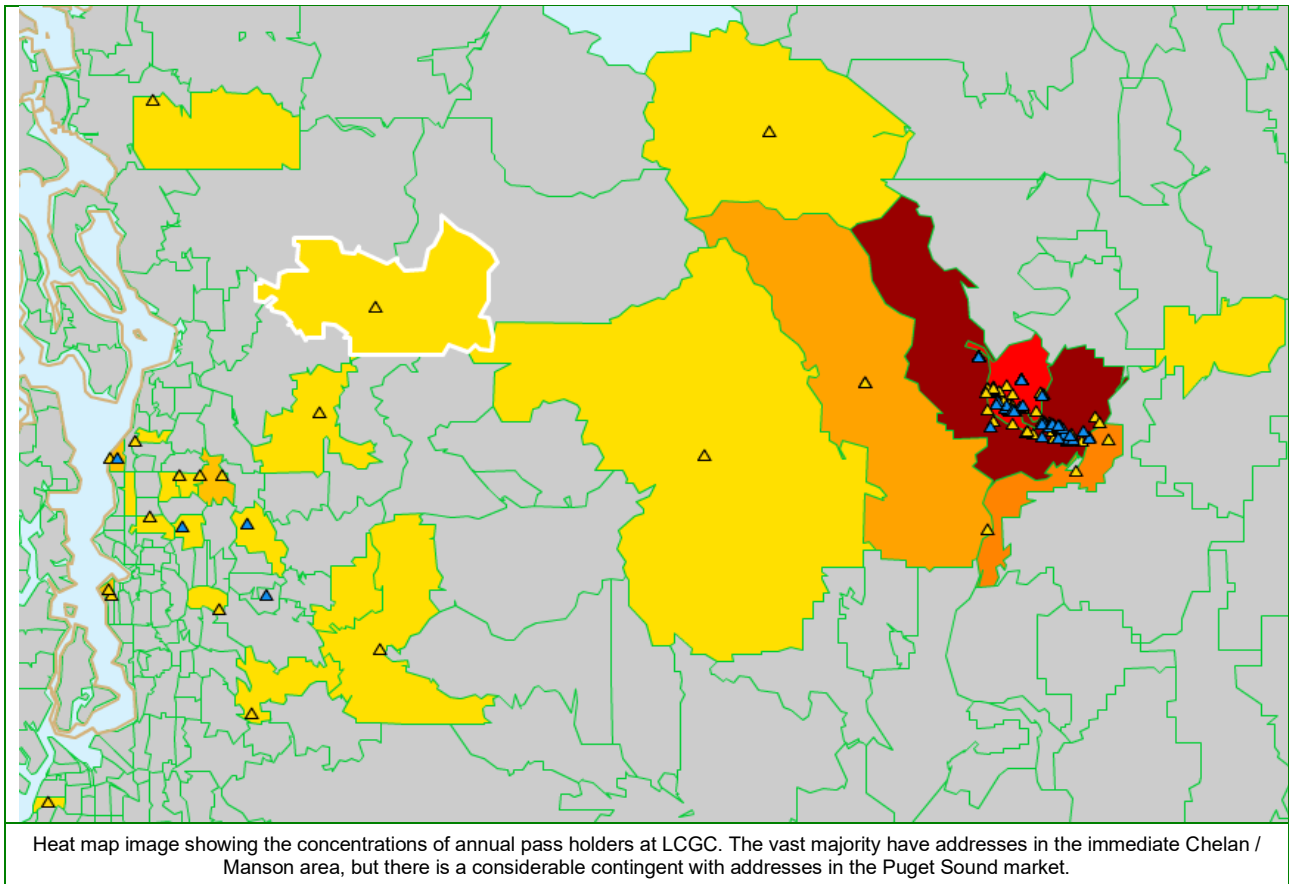 Heat map image showing the concentrations of annual pass holders at LCGC. The vast majority have addresses in the immediate Chelan /
Manson area, but there is a considerable contingent with addresses in the Puget Sound market.